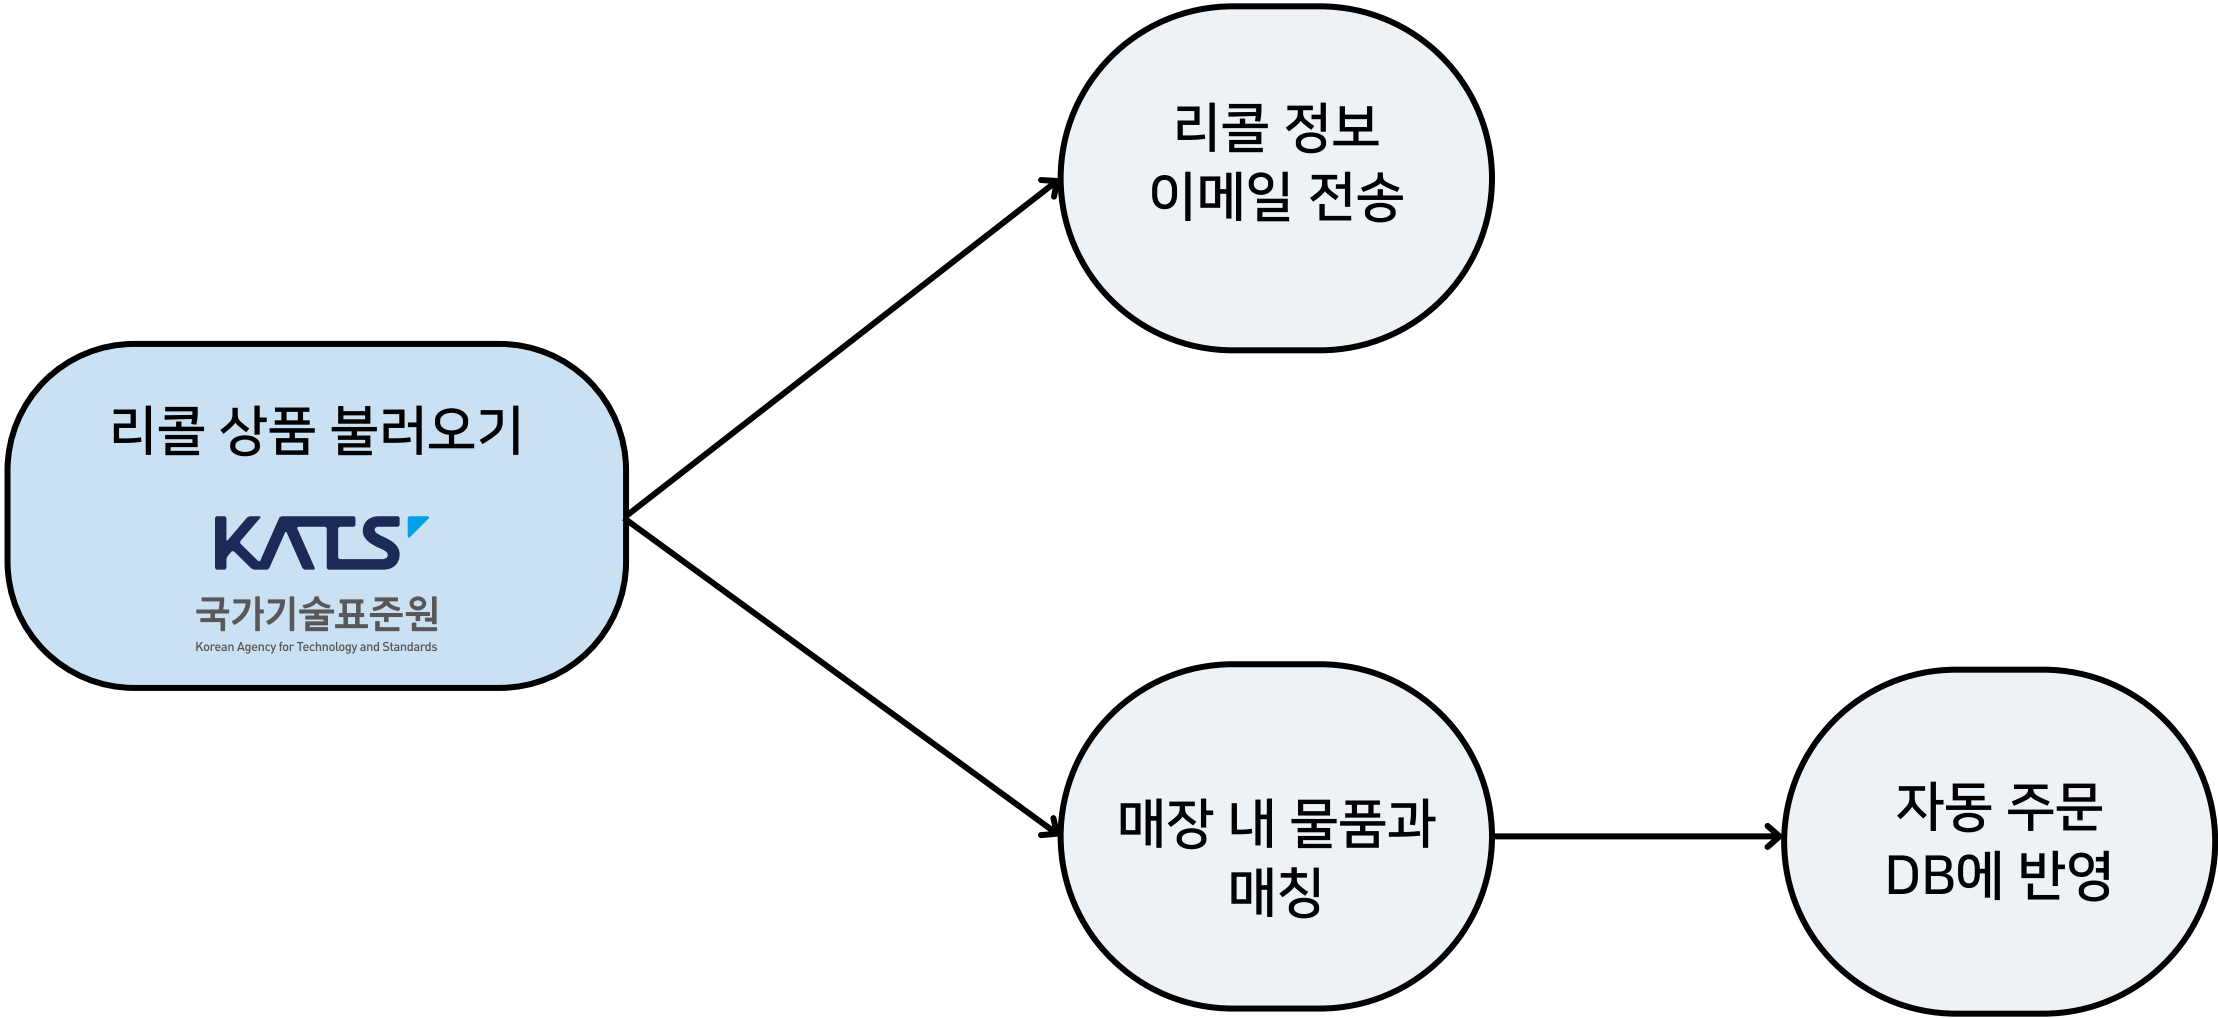 리콜 상품 불러오기
KATS
국가기술표준원
Korean Agency for Technology and Standards
리콜 정보
이메일 전송
매장 내 물품과
매칭
자동 주문
DB에 반영